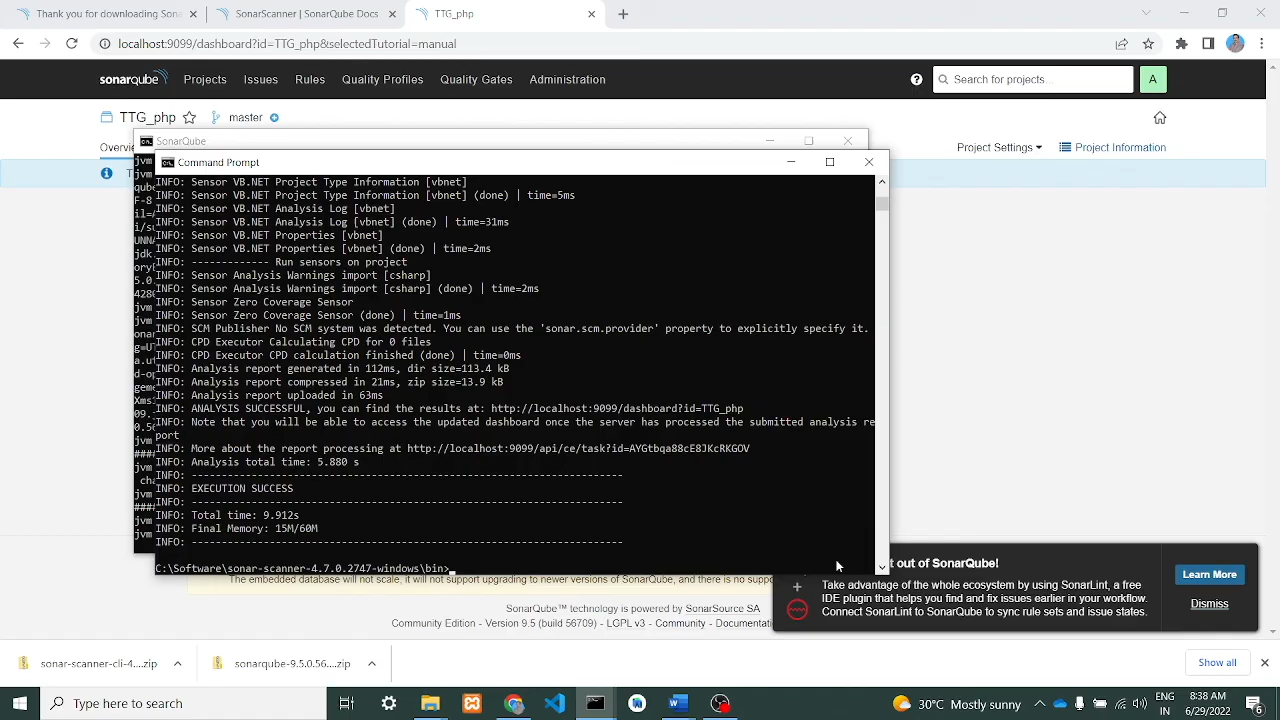 Thank you for downloading Sona
SonarScanner | SonarQube Docs
TTG_php
localhost:9099/dashboard?id=TTG_php&selectedTutorial=manual
sonarqube
Projects
Issues
Rules
Quality Profiles
Quality Gates
Administration
Search for projects...
A
TTG_php
master
Overvie
Project Settings
Project Information
SonarQube
Command Prompt
INFO: Sensor VB.NET Project Type Information [vbnet]
INFO: Sensor VB.NET Project Type Information [vbnet] (done) | time=5ms
INFO: Sensor VB.NET Analysis Log [vbnet]
INFO: Sensor VB.NET Analysis Log [vbnet] (done) | time=31ms
INFO: Sensor VB.NET Properties [vbnet]
INFO: Sensor VB.NET Properties [vbnet] (done) | time=2ms
INFO: ------------- Run sensors on project
INFO: Sensor Analysis Warnings import [csharp]
INFO: Sensor Analysis Warnings import [csharp] (done) | time=2ms
INFO: Sensor Zero Coverage Sensor
INFO: Sensor Zero Coverage Sensor (done) | time=1ms
INFO: SCM Publisher No SCM system was detected. You can use the 'sonar.scm.provider' property to explicitly specify it.
INFO: CPD Executor Calculating CPD for 0 files
INFO: CPD Executor CPD calculation finished (done) | time=0ms
INFO: Analysis report generated in 112ms, dir size=113.4 kB
INFO: Analysis report compressed in 21ms, zip size=13.9 kB
INFO: Analysis report uploaded in 63ms
INFO: ANALYSIS SUCCESSFUL, you can find the results at: http://localhost:9099/dashboard?id=TTG_php
INFO: Note that you will be able to access the updated dashboard once the server has processed the submitted analysis re
port
INFO: More about the report processing at http://localhost:9099/api/ce/task?id=AYGtbqa88cE8JKcRKGOV
INFO: Analysis total time: 5.880 s
INFO: ------------------------------------------------------------------------
INFO: EXECUTION SUCCESS
INFO: ------------------------------------------------------------------------
INFO: Total time: 9.912s
INFO: Final Memory: 15M/60M
INFO: ------------------------------------------------------------------------
C:\Software\sonar-scanner-4.7.0.2747-windows\bin>
t out of SonarQube!
Take advantage of the whole ecosystem by using SonarLint, a free
IDE plugin that helps you find and fix issues earlier in your workflow.
Connect SonarLint to SonarQube to sync rule sets and issue states.
Learn More
Dismiss
The embedded database will not scale, it will not support upgrading to newer versions of SonarQube, and there is no suppo
SonarQube™ technology is powered by SonarSource SA
Community Edition - Version 9.5 (build 56709) - LGPL v3 - Community - Documentati
sonar-scanner-cli-4....zip
sonarqube-9.5.0.56....zip
Show all
Type here to search
30°C Mostly sunny
ENG
IN
8:38 AM
6/29/2022
6